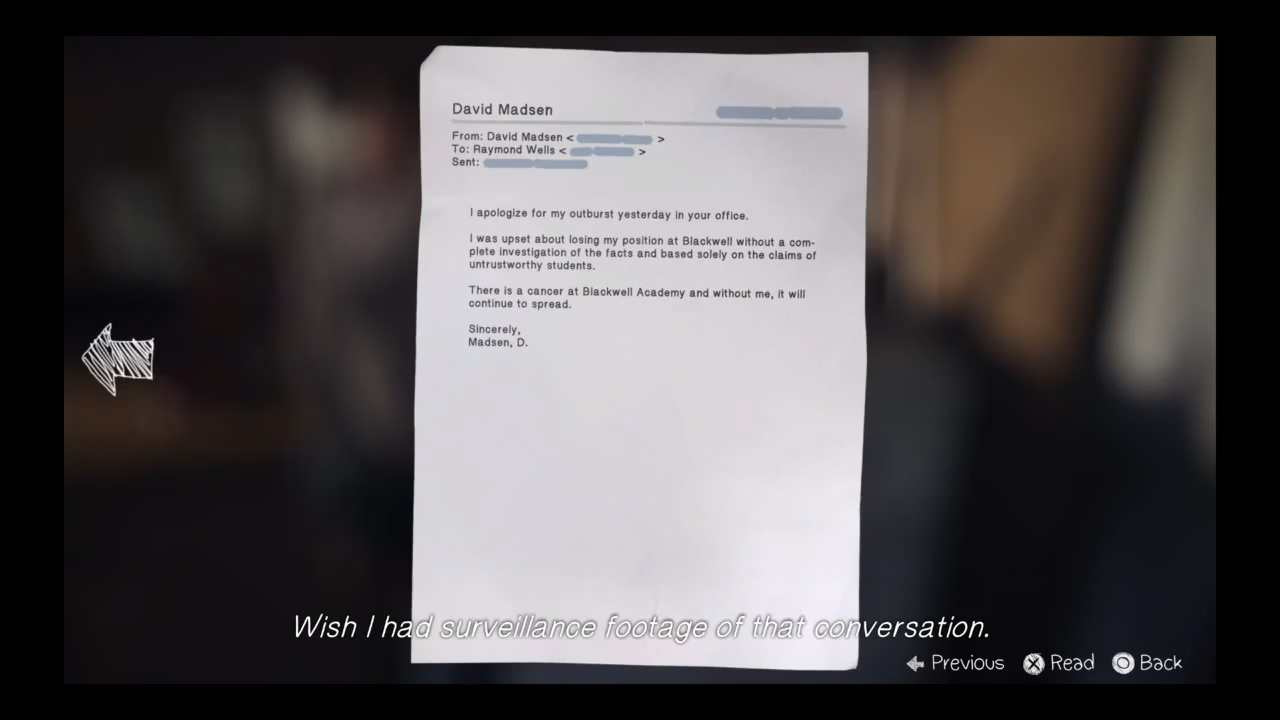 David Madsen
From: David Madsen < >
To: Raymond Wells < >
Sent:
I apologize for my outburst yesterday in your office.
I was upset about losing my position at Blackwell without a com-
plete investigation of the facts and based solely on the claims of
untrustworthy students.
There is a cancer at Blackwell Academy and without me, it will
continue to spread.
Sincerely,
Madsen, D.
Wish I had surveillance footage of that conversation.
Previous Read Back